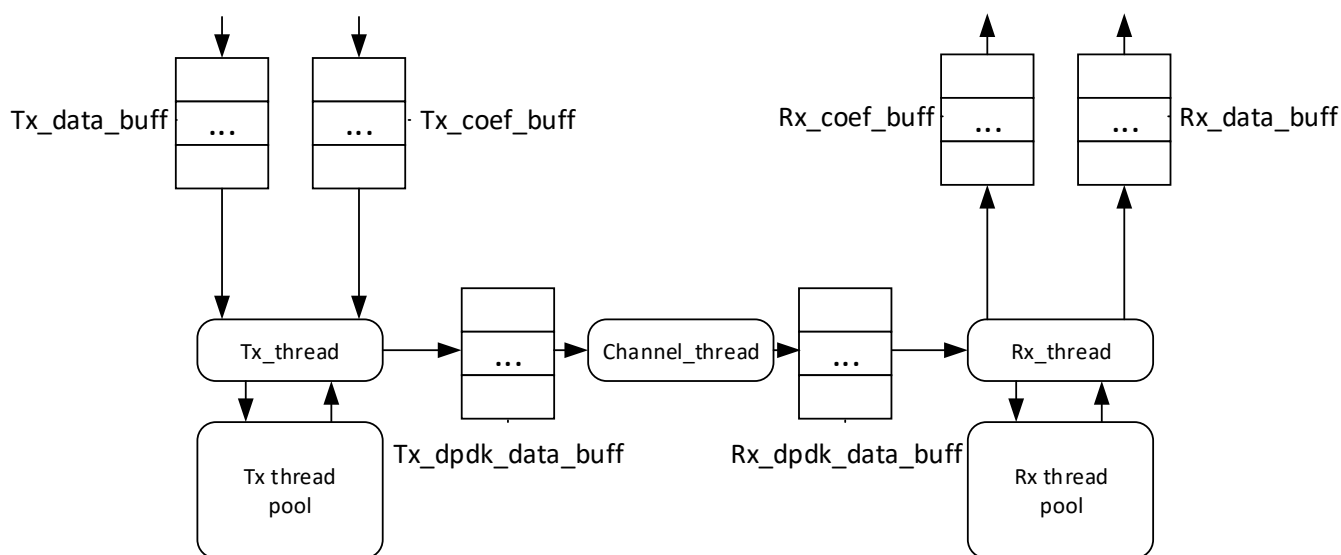 Tx_data_buff
...
...
Tx_coef_buff
Rx_coef_buff
...
...
Rx_data_buff
Tx_thread
...
Channel_thread
...
Rx_thread
Tx_dpdk_data_buff
Rx_dpdk_data_buff
Tx thread
pool
Rx thread
pool